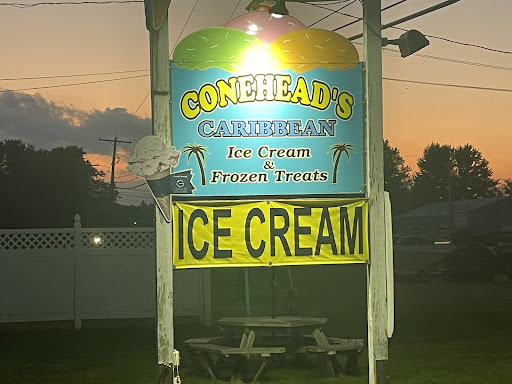 CONEHEAD'S
CARIBBEAN
Ice Cream
&
Frozen Treats
ICE CREAM